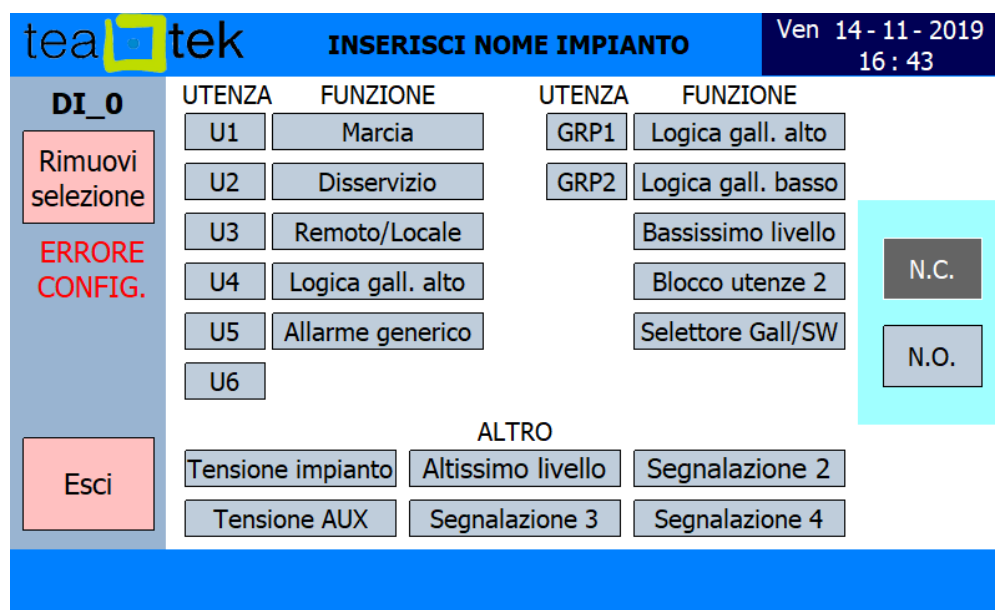 teatek INSERISCI NOME IMPIANTO Ven 14 - 11 - 2019
16 : 43
DI_0
Rimuovi
selezione
ERRORE
CONFIG.
Esci
UTENZA FUNZIONE UTENZA FUNZIONE
U1 Marcia GRP1 Logica gall. alto
U2 Disservizio GRP2 Logica gall. basso
U3 Remoto/Locale Bassissimo livello
U4 Logica gall. alto Blocco utenze 2
U5 Allarme generico Selettore Gall/SW
U6
N.C.
N.O.
ALTRO
Tensione impianto Altissimo livello Segnalazione 2
Tensione AUX Segnalazione 3 Segnalazione 4